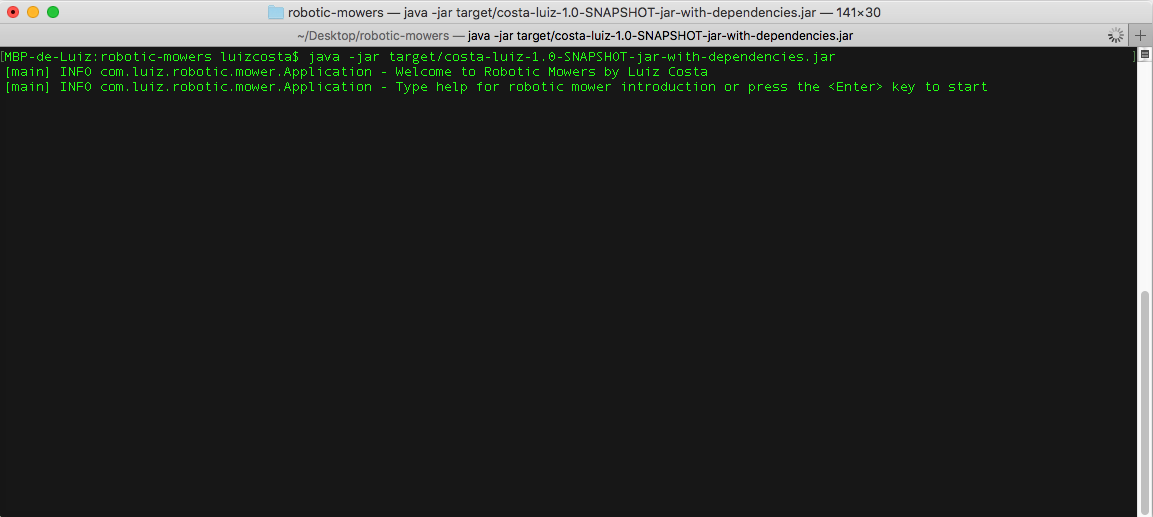 robotic-mowers — java -jar target/costa-luiz-1.0-SNAPSHOT-jar-with-dependencies.jar — 141×30
~/Desktop/robotic-mowers — java -jar target/costa-luiz-1.0-SNAPSHOT-jar-with-dependencies.jar
[MBP-de-Luiz:robotic-mowers luizcosta$ java -jar target/costa-luiz-1.0-SNAPSHOT-jar-with-dependencies.jar ]
[main] INFO com.luiz.robotic.mower.Application - Welcome to Robotic Mowers by Luiz Costa
[main] INFO com.luiz.robotic.mower.Application - Type help for robotic mower introduction or press the <Enter> key to start